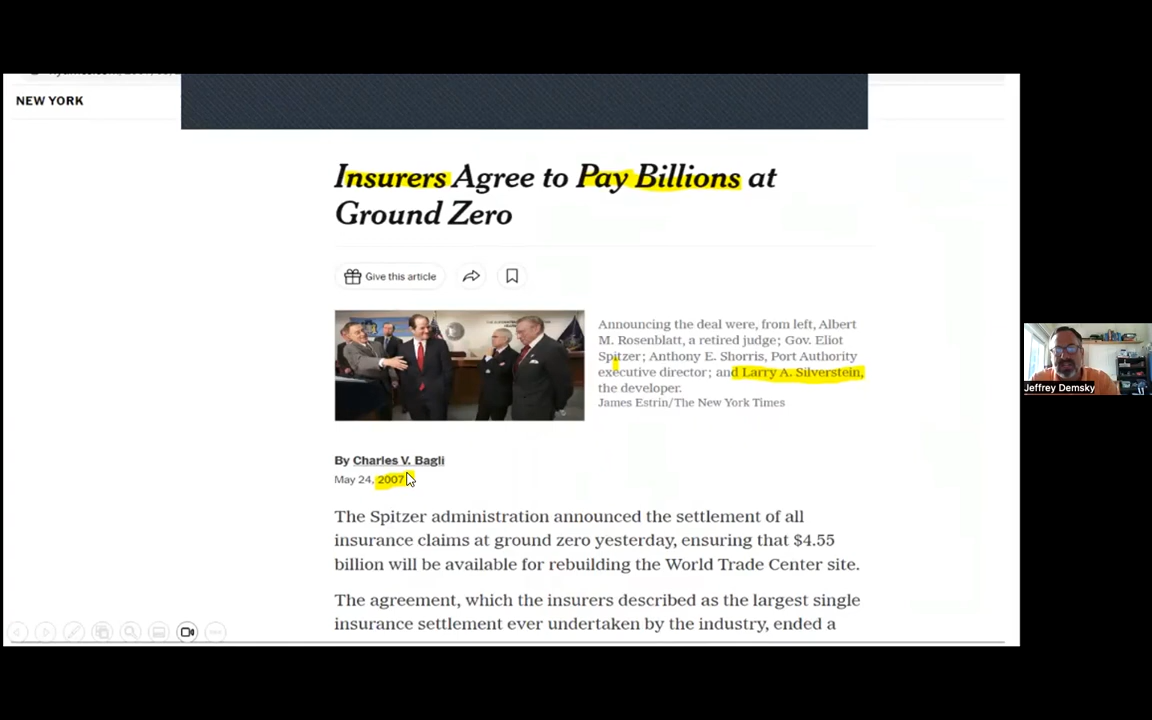 NEW YORK
Insurers Agree to Pay Billions at
Ground Zero
Give this article
Announcing the deal were, from left, Albert
M. Rosenblatt, a retired judge; Gov. Eliot
Spitzer; Anthony E. Shorris, Port Authority
executive director; and Larry A. Silverstein,
the developer.
James Estrin/The New York Times
Jeffrey Demsky
By Charles V. Bagli
May 24, 2007
The Spitzer administration announced the settlement of all
insurance claims at ground zero yesterday, ensuring that $4.55
billion will be available for rebuilding the World Trade Center site.
The agreement, which the insurers described as the largest single
insurance settlement ever undertaken by the industry, ended a